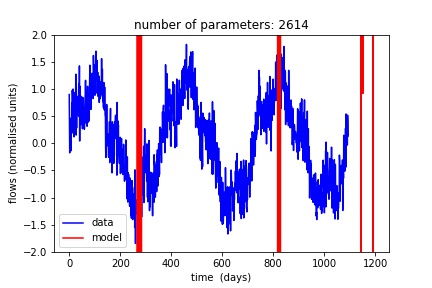 number of parameters: 2614
2.0
1.5
1.0
0.5
0.0
−0.5
−1.0
−1.5
−2.0
flows (normalised units)
data
model
0 200 400 600 800 1000 1200
time (days)